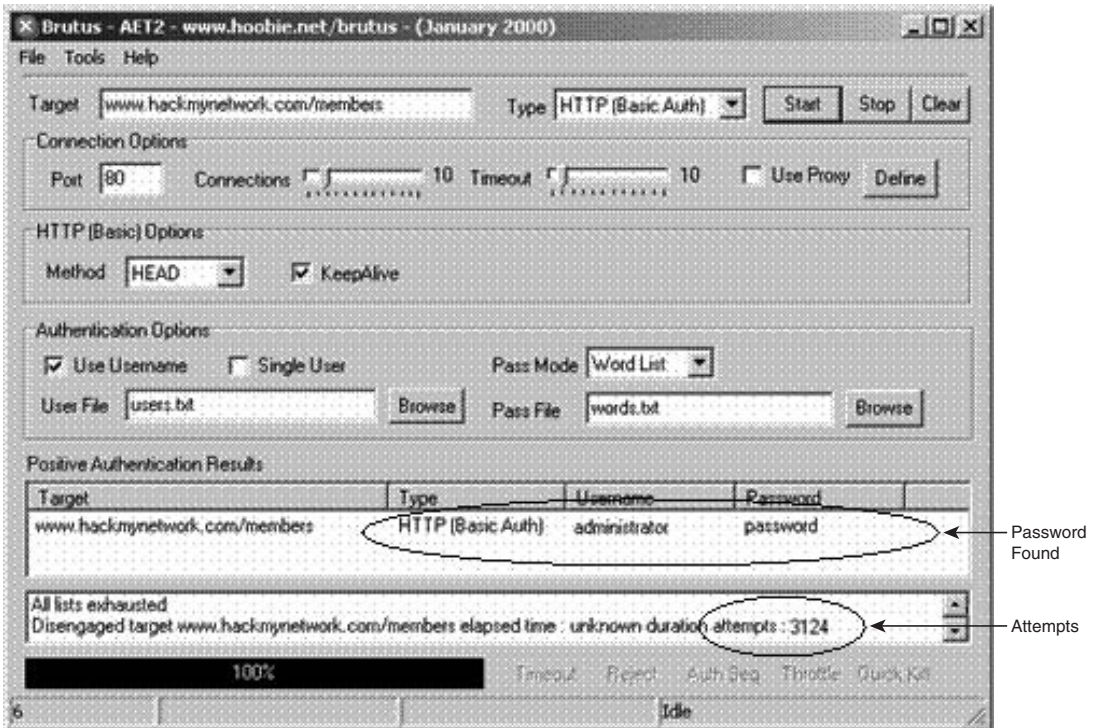 Brutus - AET2 - www.hoobie.net/brutus - (January 2000)
File Tools Help
Target www.hackmynetwork.com/members Type HTTP (Basic Auth) Start Stop Clear
Connection Options
Port 80 Connections 10 Timeout 10 Use Proxy Define
HTTP (Basic) Options
Method HEAD KeepAlive
Authentication Options
Use Username Single User Pass Mode Word List
User File users.txt Browse Pass File words.txt Browse
Positive Authentication Results
Target Type Username Password
www.hackmynetwork.com/members HTTP (Basic Auth) administrator password
Password Found
All lists exhausted
Disengaged target www.hackmynetwork.com/members elapsed time : unknown duration attempts : 3124
Attempts
100% Timeout Reject Auth Seq Throttle Quick Kill
6 Idle